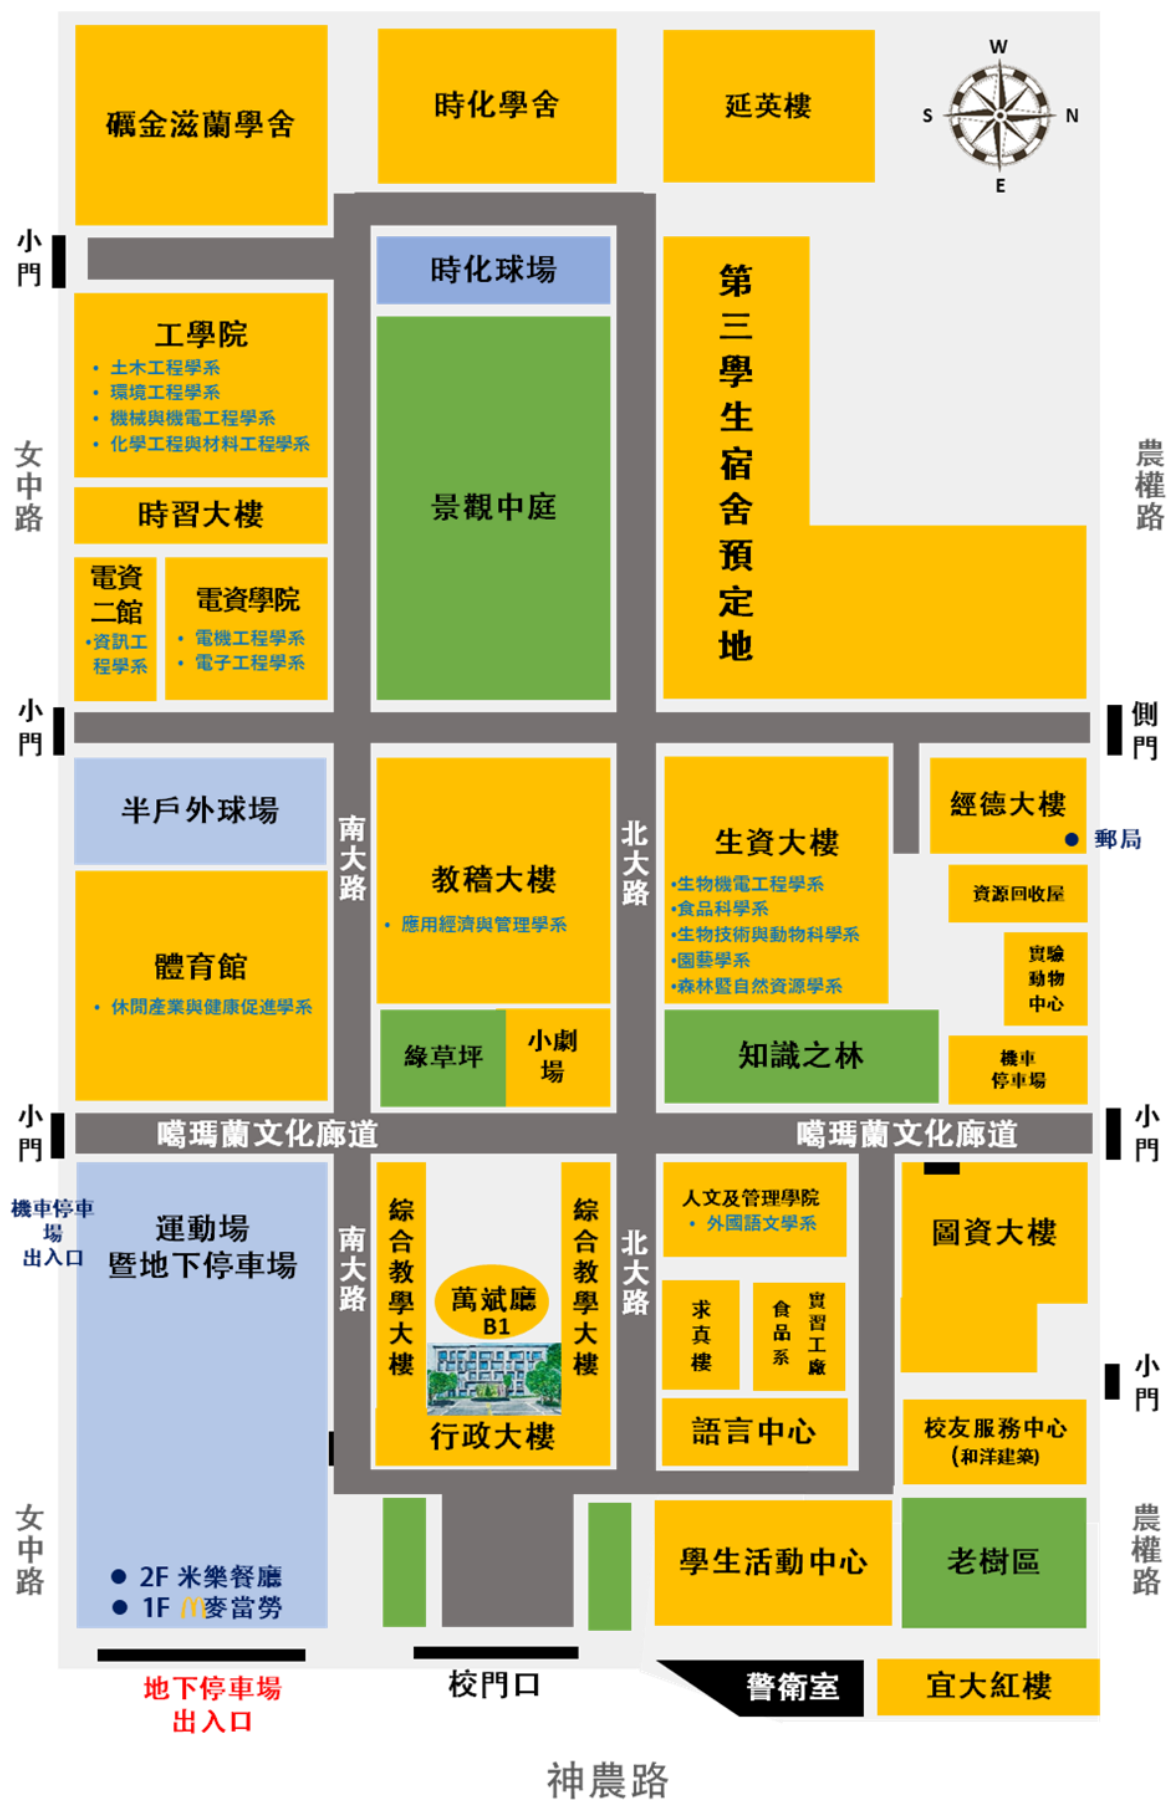 礪金滋蘭學舍
時化學舍
延英樓
W
S
N
E
小
門
時化球場
第
三
學
生
宿
舍
預
定
地
工學院
• 土木工程學系
• 環境工程學系
• 機械與機電工程學系
• 化學工程與材料工程學系
女
中
路
農
權
路
景觀中庭
時習大樓
電資
二館
•資訊工
程學系
電資學院
• 電機工程學系
• 電子工程學系
小
門
側
門
半戶外球場
南
大
路
教穡大樓
• 應用經濟與管理學系
北
大
路
生資大樓
•生物機電工程學系
•食品科學系
•生物技術與動物科學系
•園藝學系
•森林暨自然資源學系
經德大樓
郵局
資源回收屋
實驗
動物
中心
機車
停車場
體育館
• 休閒產業與健康促進學系
綠草坪
小劇
場
知識之林
小
門
噶瑪蘭文化廊道
噶瑪蘭文化廊道
小
門
機車停車
場
出入口
運動場
暨地下停車場
南
大
路
綜
合
教
學
大
樓
萬斌廳
B1
綜
合
教
學
大
樓
行政大樓
北
大
路
人文及管理學院
• 外國語文學系
求
真
樓
食
品
系
實
習
工
廠
語言中心
圖資大樓
小
門
校友服務中心
(和洋建築)
女
中
路
● 2F 米樂餐廳
● 1F 麥當勞
學生活動中心
老樹區
農
權
路
地下停車場
出入口
校門口
警衛室
宜大紅樓
神農路